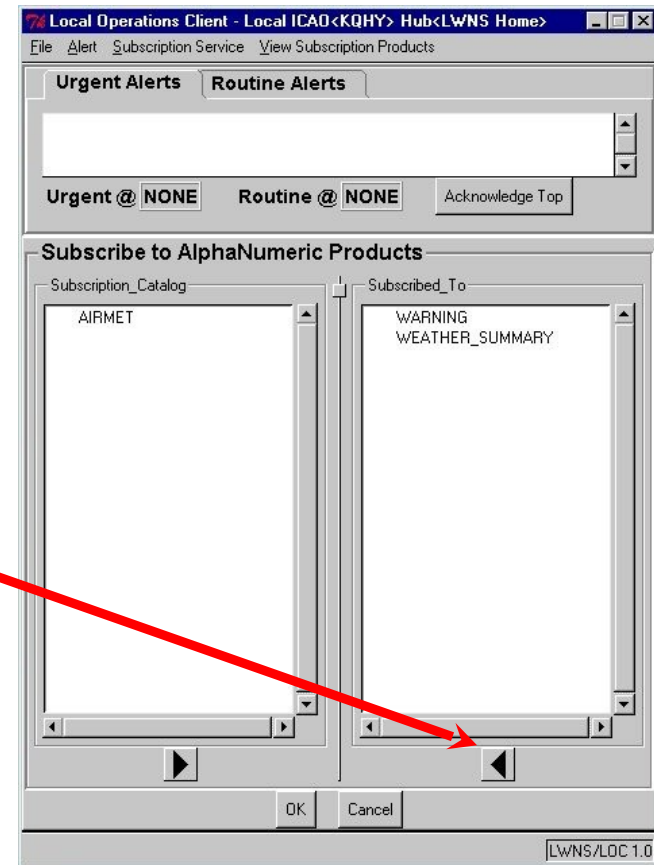 Local Operations Client - Local ICAO<KQHY> Hub<LWNS Home>
File Alert Subscription Service View Subscription Products
Urgent Alerts Routine Alerts
Urgent @ NONE Routine @ NONE Acknowledge Top
Subscribe to AlphaNumeric Products
Subscription_Catalog Subscribed_To
AIRMET WARNING
WEATHER_SUMMARY
OK Cancel
LWNS/LOC 1.0